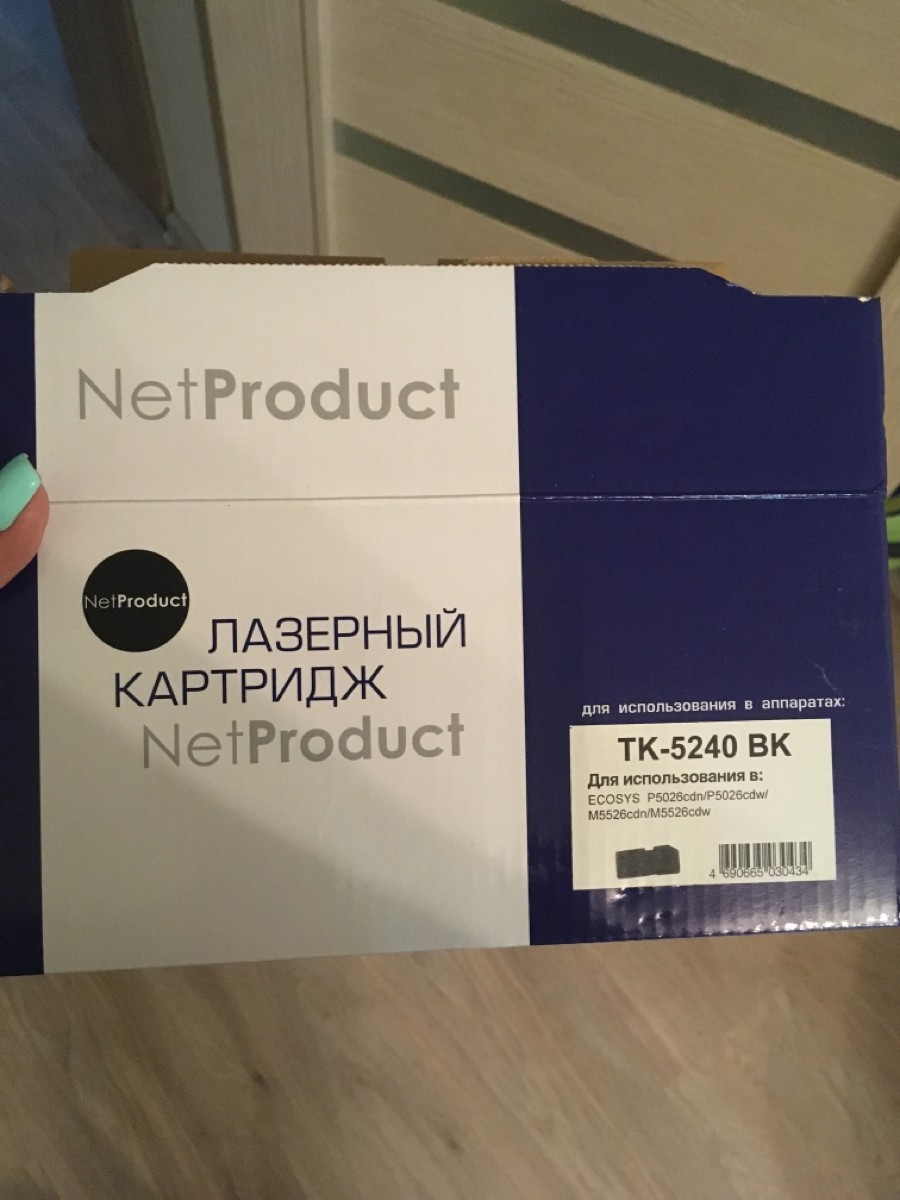 NetProduct
NetProduct
ЛАЗЕРНЫЙ
КАРТРИДЖ
NetProduct
для использования в аппаратах:
TK-5240 BK
Для использования в:
ECOSYS P5026cdn/P5026cdw/
M5526cdn/M5526cdw
4 690665 030434